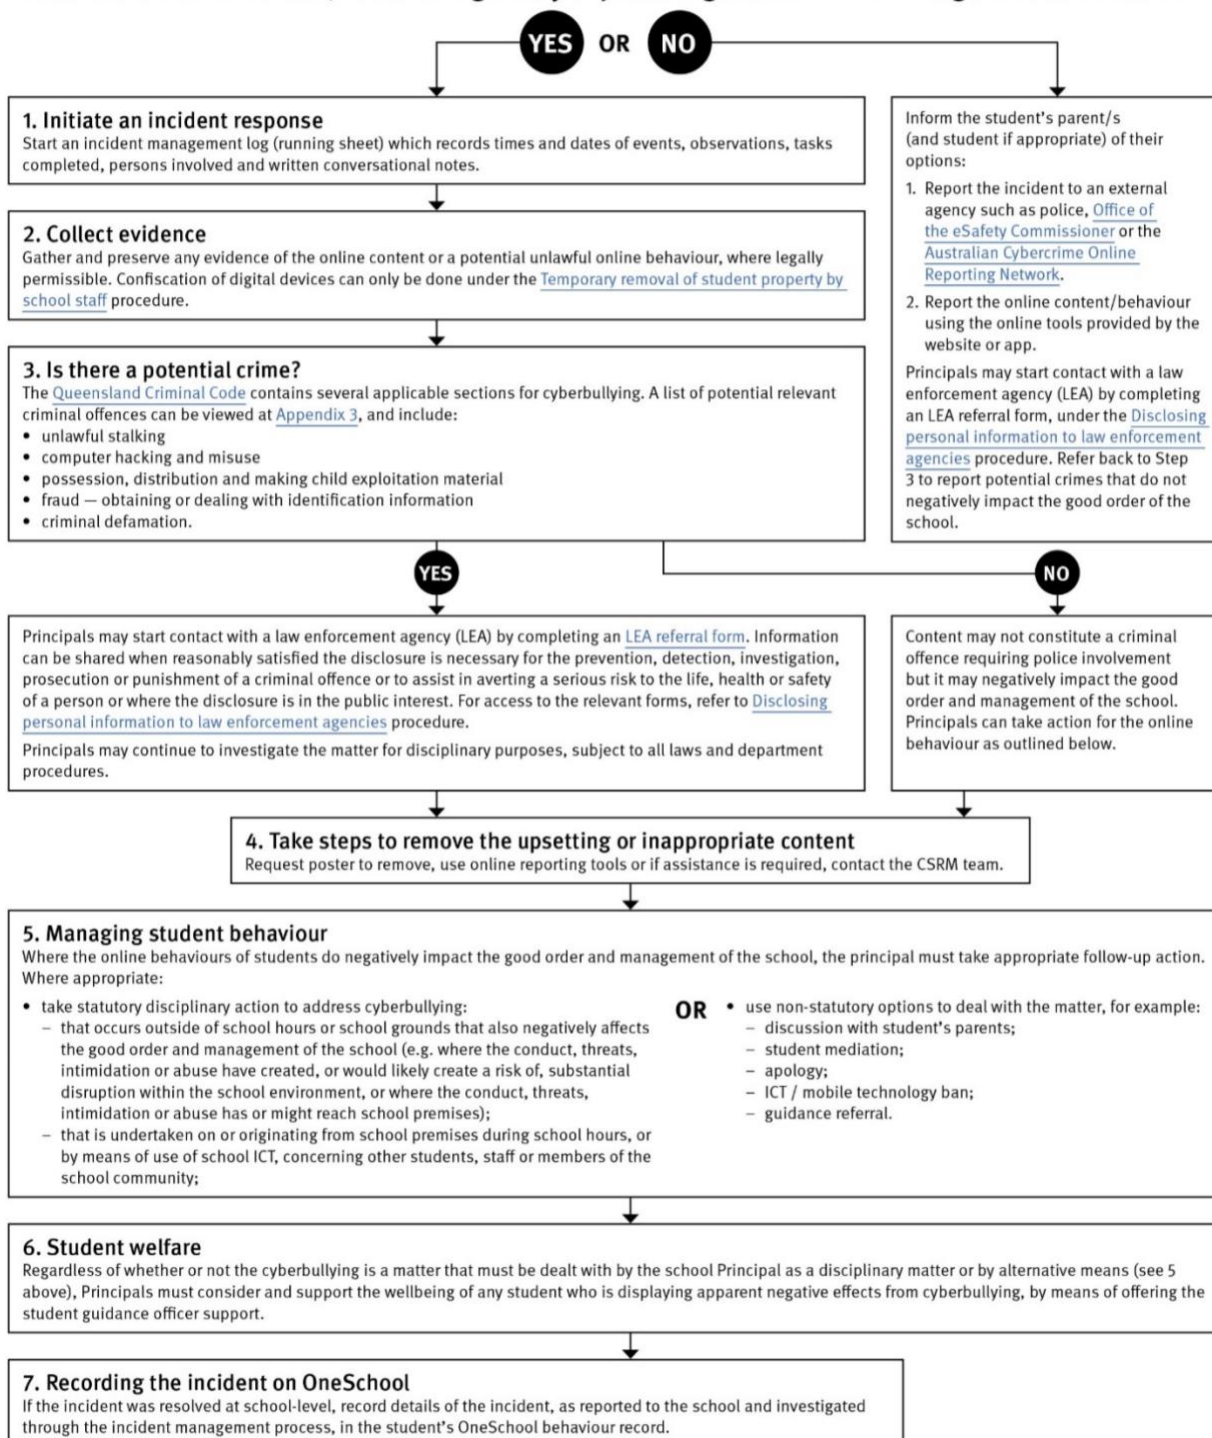 YES OR NO
1. Initiate an incident response
Start an incident management log (running sheet) which records times and dates of events, observations, tasks
completed, persons involved and written conversational notes.
2. Collect evidence
Gather and preserve any evidence of the online content or a potential unlawful online behaviour, where legally
permissible. Confiscation of digital devices can only be done under the Temporary removal of student property by
school staff procedure.
3. Is there a potential crime?
The Queensland Criminal Code contains several applicable sections for cyberbullying. A list of potential relevant
criminal offences can be viewed at Appendix 3, and include:
• unlawful stalking
• computer hacking and misuse
• possession, distribution and making child exploitation material
• fraud — obtaining or dealing with identification information
• criminal defamation.
Inform the student's parent/s
(and student if appropriate) of their
options:
1. Report the incident to an external
agency such as police, Office of
the eSafety Commissioner or the
Australian Cybercrime Online
Reporting Network.
2. Report the online content/behaviour
using the online tools provided by the
website or app.
Principals may start contact with a law
enforcement agency (LEA) by completing
an LEA referral form, under the Disclosing
personal information to law enforcement
agencies procedure. Refer back to Step
3 to report potential crimes that do not
negatively impact the good order of the
school.
YES
NO
Principals may start contact with a law enforcement agency (LEA) by completing an LEA referral form. Information
can be shared when reasonably satisfied the disclosure is necessary for the prevention, detection, investigation,
prosecution or punishment of a criminal offence or to assist in averting a serious risk to the life, health or safety
of a person or where the disclosure is in the public interest. For access to the relevant forms, refer to Disclosing
personal information to law enforcement agencies procedure.
Principals may continue to investigate the matter for disciplinary purposes, subject to all laws and department
procedures.
Content may not constitute a criminal
offence requiring police involvement
but it may negatively impact the good
order and management of the school.
Principals can take action for the online
behaviour as outlined below.
4. Take steps to remove the upsetting or inappropriate content
Request poster to remove, use online reporting tools or if assistance is required, contact the CSRM team.
5. Managing student behaviour
Where the online behaviours of students do negatively impact the good order and management of the school, the principal must take appropriate follow-up action.
Where appropriate:
• take statutory disciplinary action to address cyberbullying:
– that occurs outside of school hours or school grounds that also negatively affects
the good order and management of the school (e.g. where the conduct, threats,
intimidation or abuse have created, or would likely create a risk of, substantial
disruption within the school environment, or where the conduct, threats,
intimidation or abuse has or might reach school premises);
– that is undertaken on or originating from school premises during school hours, or
by means of use of school ICT, concerning other students, staff or members of the
school community;
OR
• use non-statutory options to deal with the matter, for example:
– discussion with student's parents;
– student mediation;
– apology;
– ICT / mobile technology ban;
– guidance referral.
6. Student welfare
Regardless of whether or not the cyberbullying is a matter that must be dealt with by the school Principal as a disciplinary matter or by alternative means (see 5
above), Principals must consider and support the wellbeing of any student who is displaying apparent negative effects from cyberbullying, by means of offering the
student guidance officer support.
7. Recording the incident on OneSchool
If the incident was resolved at school-level, record details of the incident, as reported to the school and investigated
through the incident management process, in the student's OneSchool behaviour record.